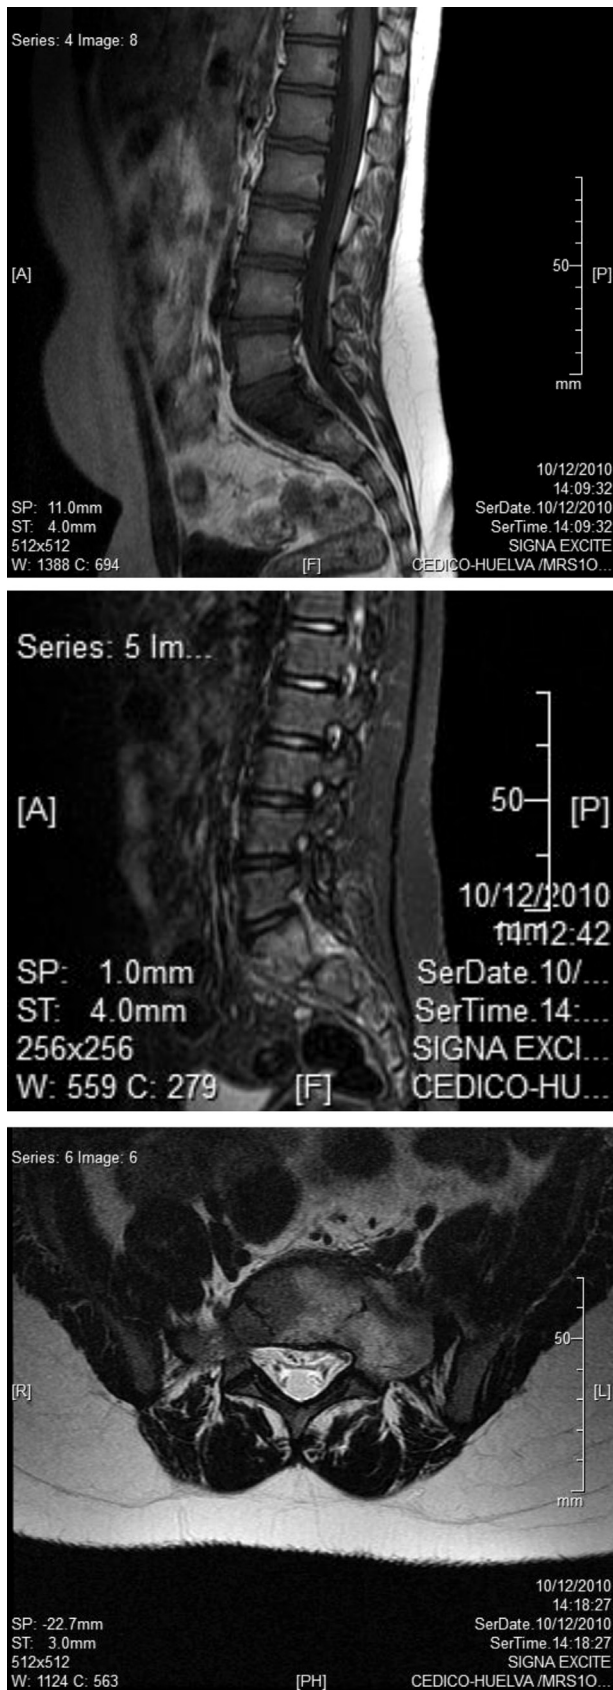 Series: 4 Image: 8
[A]
50
[P]
mm
10/12/2010
14:09:32
SP: 11.0mm
SerDate.10/12/2010
ST: 4.0mm
SerTime.14:09:32
512x512
SIGNA EXCITE
W: 1388 C: 694
[F]
CEDICO-HUELVA /MRS1O...
Series: 5 Im...
50
[A]
[P]
10/12/2010
mm
14:12:42
SP: 1.0mm
SerDate.10/...
ST: 4.0mm
SerTime.14:...
256x256
SIGNA EXCI...
W: 559 C: 279
[F]
CEDICO-HU...
Series: 6 Image: 6
50
[R]
[L]
mm
10/12/2010
14:18:27
SP: -22.7mm
SerDate.10/12/2010
ST: 3.0mm
SerTime.14:18:27
512x512
SIGNA EXCITE
W: 1124 C: 563
[PH]
CEDICO-HUELVA /MRS1O...